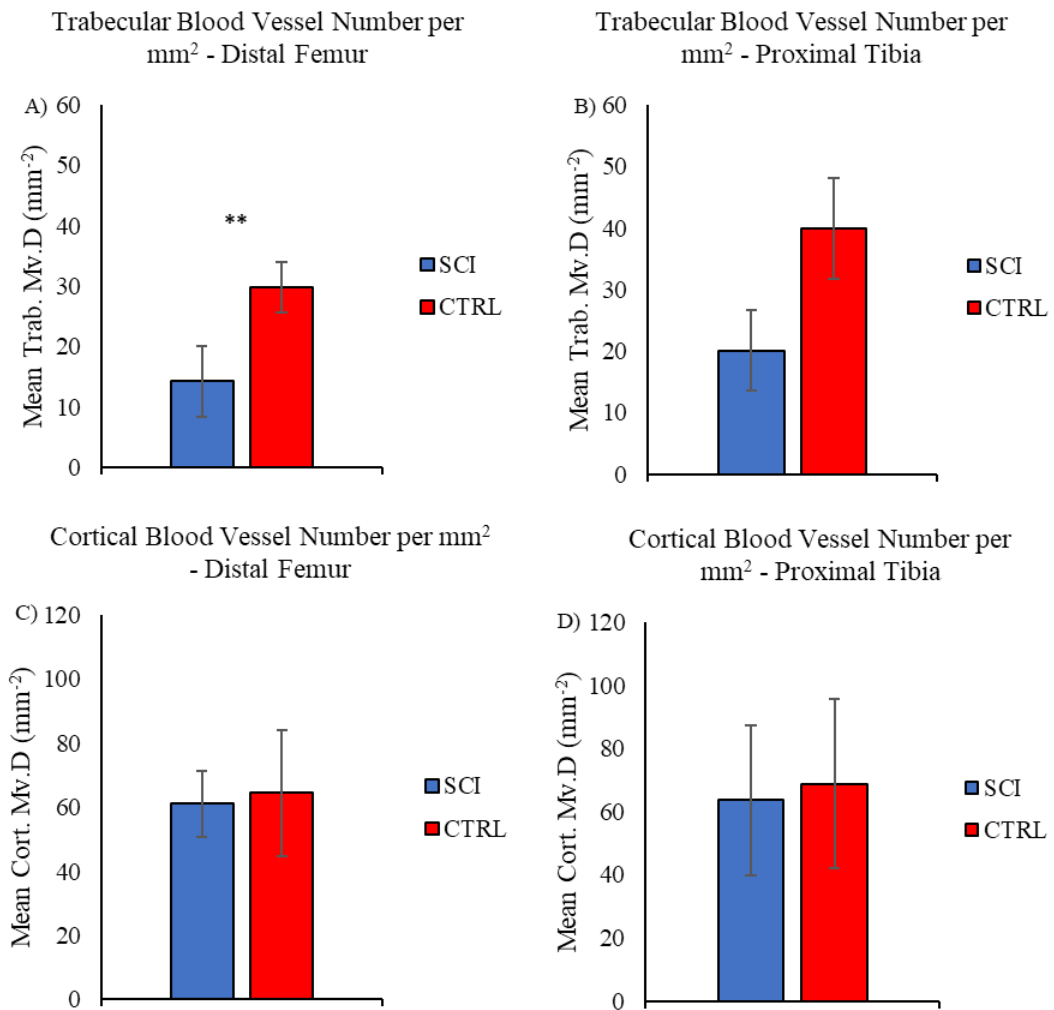 Trabecular Blood Vessel Number per
mm² - Distal Femur
A)
60
50
40
30
20
10
0
Mean Trab. Mv.D (mm⁻²)
**
SCI
CTRL
Trabecular Blood Vessel Number per
mm² - Proximal Tibia
B)
60
50
40
30
20
10
0
Mean Trab. Mv.D (mm⁻²)
SCI
CTRL
Cortical Blood Vessel Number per mm²
- Distal Femur
C)
120
100
80
60
40
20
0
Mean Cort. Mv.D (mm⁻²)
SCI
CTRL
Cortical Blood Vessel Number per
mm² - Proximal Tibia
D)
120
100
80
60
40
20
0
Mean Cort. Mv.D (mm⁻²)
SCI
CTRL